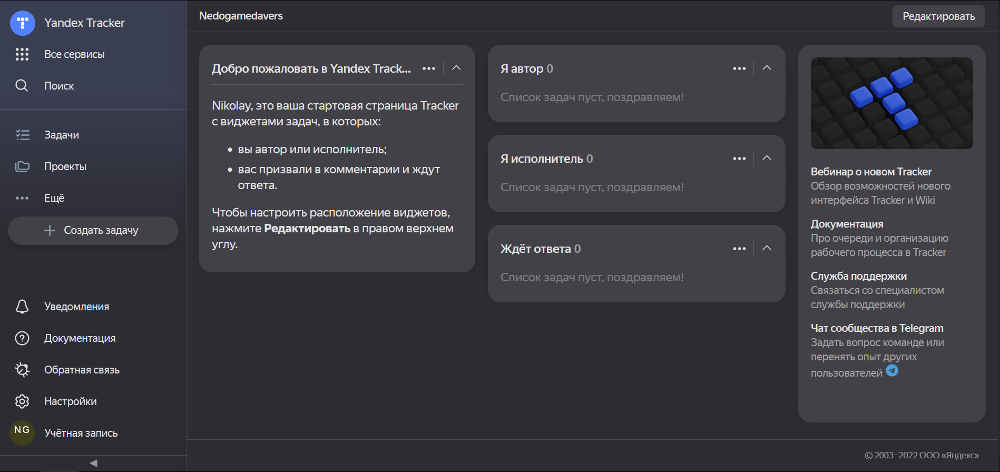 Yandex Tracker
Все сервисы
Поиск
Задачи
Проекты
Ещё
Создать задачу
Уведомления
Документация
Обратная связь
Настройки
NG
Учётная запись
Nedogamedavers
Редактировать
Добро пожаловать в Yandex Track...
Nikolay, это ваша стартовая страница Tracker
с виджетами задач, в которых:
• вы автор или исполнитель;
• вас призвали в комментарии и ждут
ответа.
Чтобы настроить расположение виджетов,
нажмите Редактировать в правом верхнем
углу.
Я автор 0
Список задач пуст, поздравляем!
Я исполнитель 0
Список задач пуст, поздравляем!
Ждёт ответа 0
Список задач пуст, поздравляем!
Вебинар о новом Tracker
Обзор возможностей нового
интерфейса Tracker и Wiki
Документация
Про очереди и организацию
рабочего процесса в Tracker
Служба поддержки
Связаться со специалистом
службы поддержки
Чат сообщества в Telegram
Задать вопрос команде или
перенять опыт других
пользователей
© 2003–2022 ООО «Яндекс»